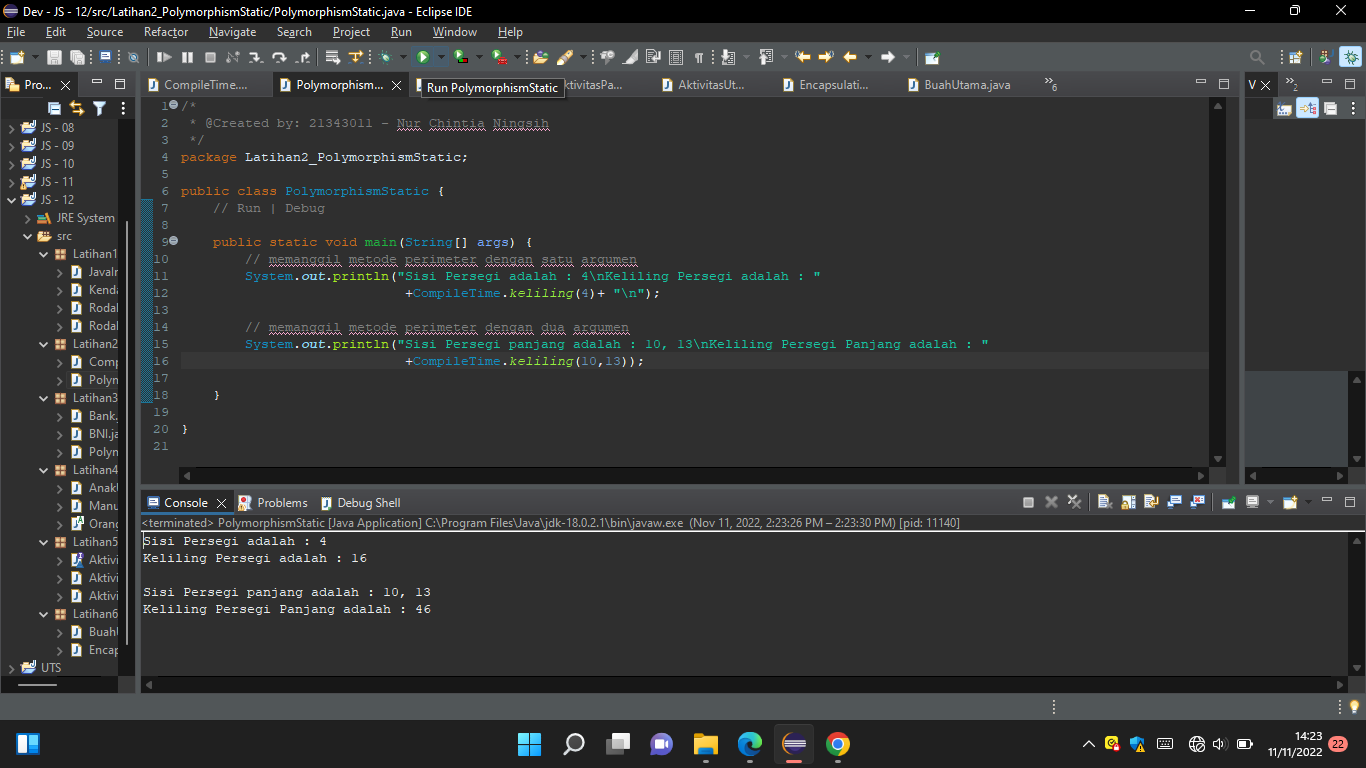 Dev - JS - 12/src/Latihan2_PolymorphismStatic/PolymorphismStatic.java - Eclipse IDE
File Edit Source Refactor Navigate Search Project Run Window Help
Pro... CompileTime.... Polymorphism... ktivitasPa... AktivitasUt... Encapsulati... BuahUtama.java »6 V »2
Run PolymorphismStatic
JS - 08
JS - 09
JS - 10
JS - 11
JS - 12
JRE System
src
Latihan1
JavaIn
Kenda
Rodal
Rodal
Latihan2
Comp
Polyn
Latihan3
Bank.
BNI.ja
Polyn
Latihan4
Anak
Manu
Orang
Latihan5
Aktivi
Aktivi
Aktivi
Latihan6
Buah
Encap
UTS
1 /*
2 * @Created by: 21343011 - Nur Chintia Ningsih
3 */
4 package Latihan2_PolymorphismStatic;
5
6 public class PolymorphismStatic {
7 // Run | Debug
8
9 public static void main(String[] args) {
10 // memanggil metode perimeter dengan satu argumen
11 System.out.println("Sisi Persegi adalah : 4\nKeliling Persegi adalah : "
12 +CompileTime.keliling(4)+ "\n");
13
14 // memanggil metode perimeter dengan dua argumen
15 System.out.println("Sisi Persegi panjang adalah : 10, 13\nKeliling Persegi Panjang adalah : "
16 +CompileTime.keliling(10,13));
17
18 }
19
20 }
21
Console Problems Debug Shell
<terminated> PolymorphismStatic [Java Application] C:\Program Files\Java\jdk-18.0.2.1\bin\javaw.exe (Nov 11, 2022, 2:23:26 PM – 2:23:30 PM) [pid: 11140]
Sisi Persegi adalah : 4
Keliling Persegi adalah : 16
Sisi Persegi panjang adalah : 10, 13
Keliling Persegi Panjang adalah : 46
14:23
11/11/2022 22